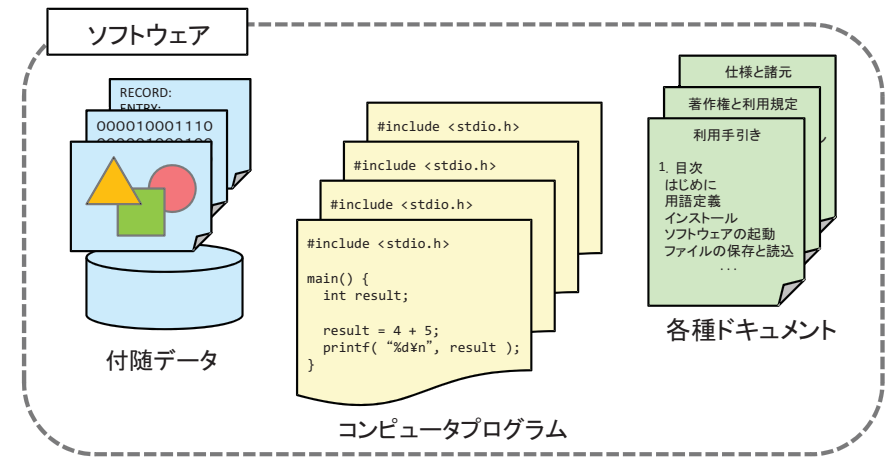 ソフトウェア
RECORD:
ENTRY:
000010001110
000001000100
付随データ
#include <stdio.h>
#include <stdio.h>
#include <stdio.h>
#include <stdio.h>
main() {
int result;
result = 4 + 5;
printf( “%d¥n”, result );
}
コンピュータプログラム
仕様と諸元
著作権と利用規定
利用手引き
1. 目次
はじめに
用語定義
インストール
ソフトウェアの起動
ファイルの保存と読込
...
各種ドキュメント